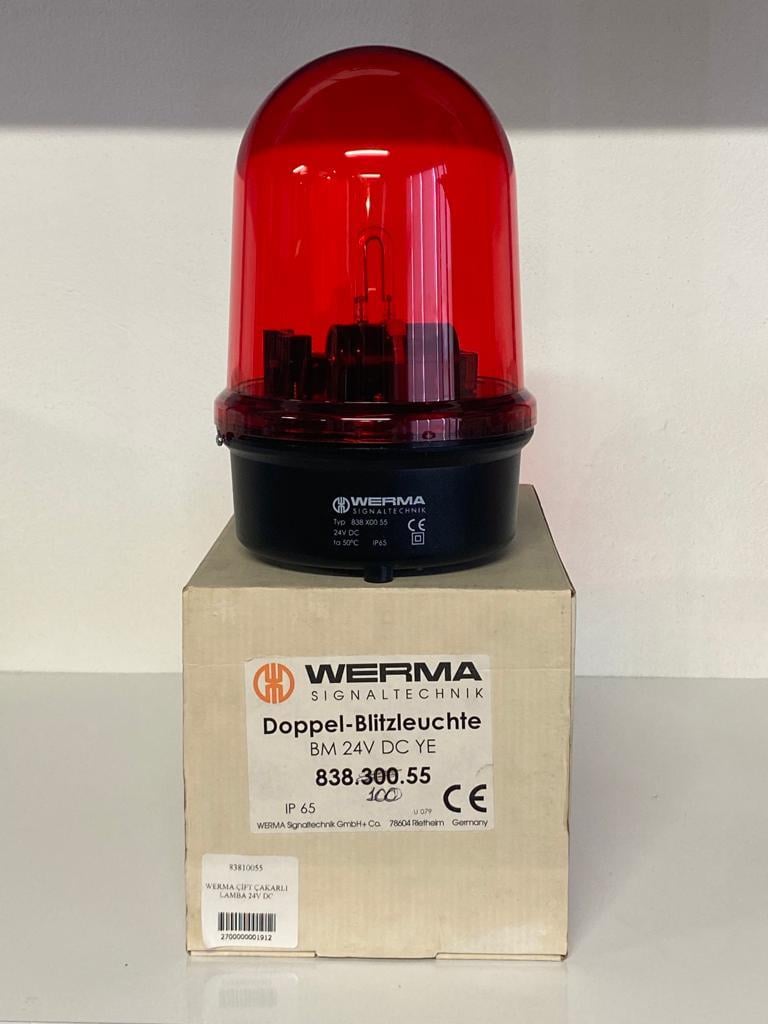 WERMA
SIGNALTECHNIK
Typ 838 X00 55
24V DC
ta 50°C IP65
CE
WERMA
SIGNALTECHNIK
Doppel-Blitzleuchte
BM 24V DC YE
838.300.55
100
IP 65
U 079
CE
WERMA Signaltechnik GmbH+ Co. 78604 Rietheim Germany
83810055
WERMA ÇİFT ÇAKARLI
LAMBA 24V DC
2700000001912